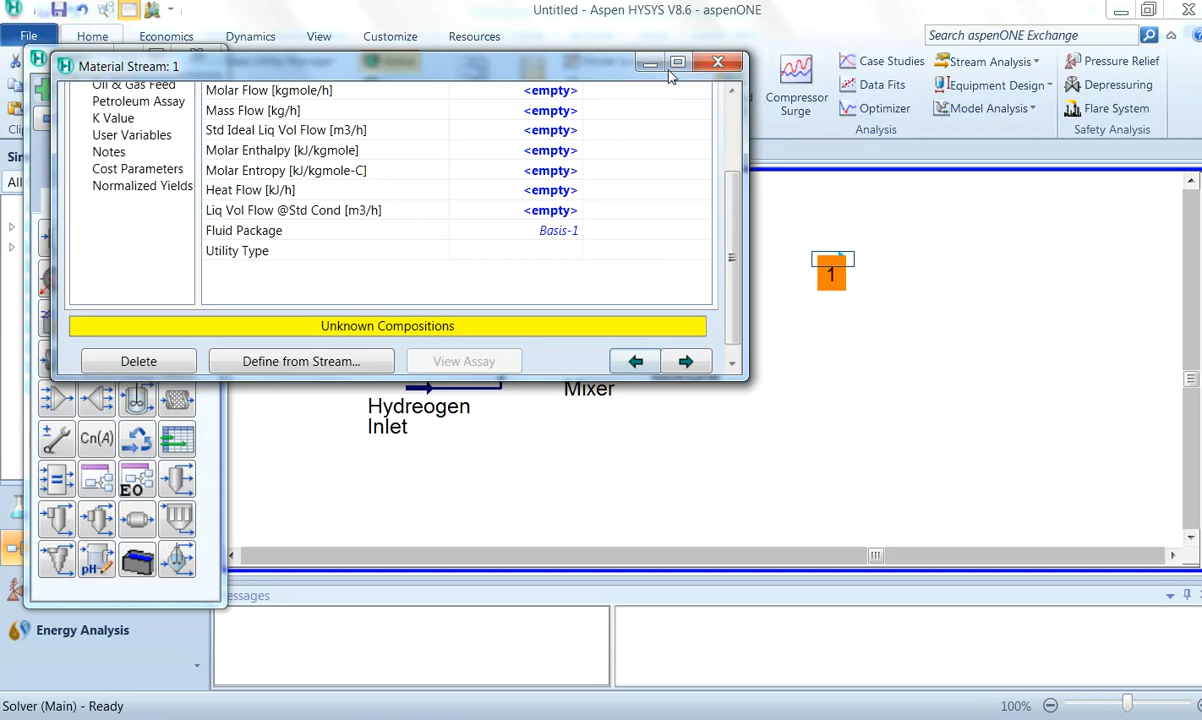 Untitled - Aspen HYSYS V8.6 - aspenONE
File Home Economics Dynamics View Customize Resources
Search aspenONE Exchange
Material Stream: 1
Case Studies Stream Analysis Pressure Relief
Data Fits Equipment Design Depressuring
Compressor Surge Optimizer Model Analysis Flare System
Analysis Safety Analysis
Clip
Sim
All
Oil & Gas Feed
Petroleum Assay
K Value
User Variables
Notes
Cost Parameters
Normalized Yields
Molar Flow [kgmole/h] <empty>
Mass Flow [kg/h] <empty>
Std Ideal Liq Vol Flow [m3/h] <empty>
Molar Enthalpy [kJ/kgmole] <empty>
Molar Entropy [kJ/kgmole-C] <empty>
Heat Flow [kJ/h] <empty>
Liq Vol Flow @Std Cond [m3/h] <empty>
Fluid Package Basis-1
Utility Type
Unknown Compositions
Delete Define from Stream... View Assay
1
Mixer
Hydreogen
Inlet
Cn(A)
EO
pH
essages
Energy Analysis
Solver (Main) - Ready
100%